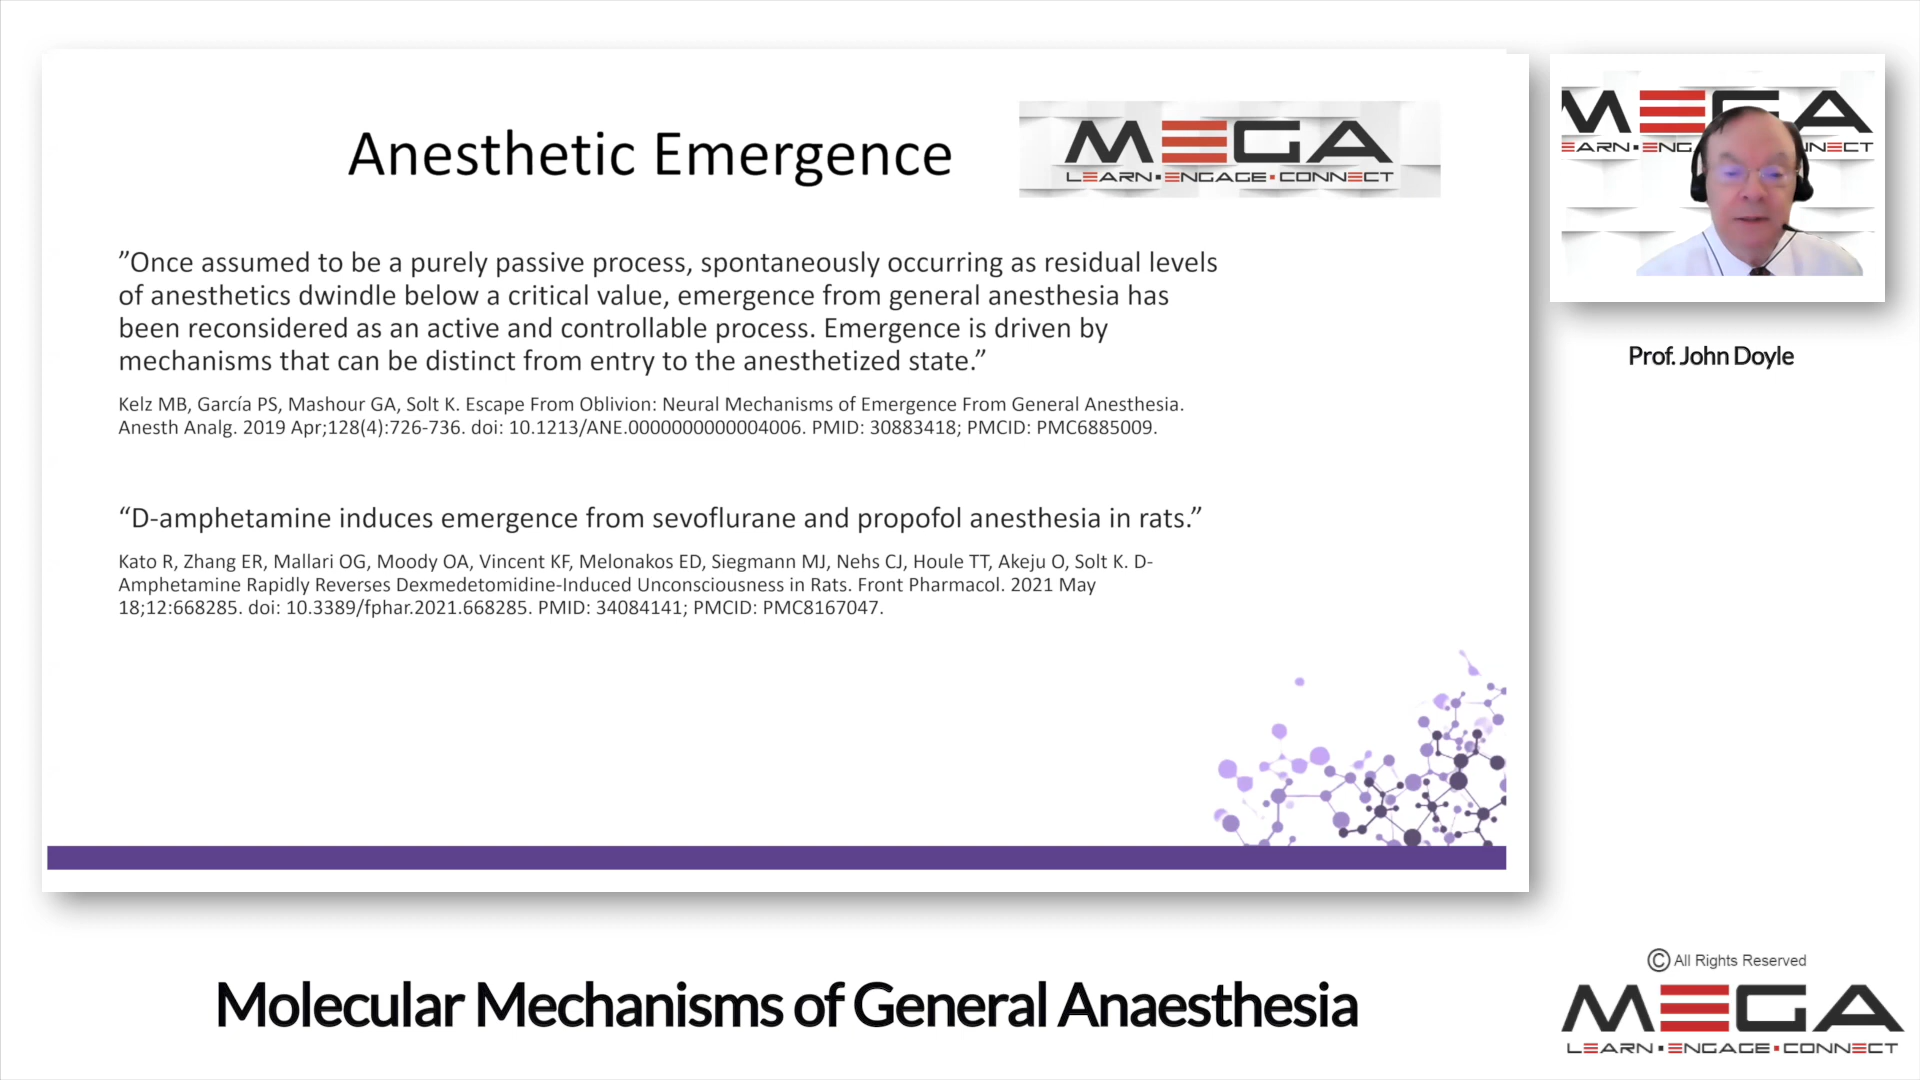 Anesthetic Emergence
MEGA
LEARN▪ENGAGE▪CONNECT
”Once assumed to be a purely passive process, spontaneously occurring as residual levels
of anesthetics dwindle below a critical value, emergence from general anesthesia has
been reconsidered as an active and controllable process. Emergence is driven by
mechanisms that can be distinct from entry to the anesthetized state.”
Kelz MB, García PS, Mashour GA, Solt K. Escape From Oblivion: Neural Mechanisms of Emergence From General Anesthesia.
Anesth Analg. 2019 Apr;128(4):726-736. doi: 10.1213/ANE.0000000000004006. PMID: 30883418; PMCID: PMC6885009.
“D-amphetamine induces emergence from sevoflurane and propofol anesthesia in rats.”
Kato R, Zhang ER, Mallari OG, Moody OA, Vincent KF, Melonakos ED, Siegmann MJ, Nehs CJ, Houle TT, Akeju O, Solt K. D-
Amphetamine Rapidly Reverses Dexmedetomidine-Induced Unconsciousness in Rats. Front Pharmacol. 2021 May
18;12:668285. doi: 10.3389/fphar.2021.668285. PMID: 34084141; PMCID: PMC8167047.
MEGA
EARN▪ENG NNECT
Prof. John Doyle
Molecular Mechanisms of General Anaesthesia
© All Rights Reserved
MEGA
LEARN▪ENGAGE▪CONNECT